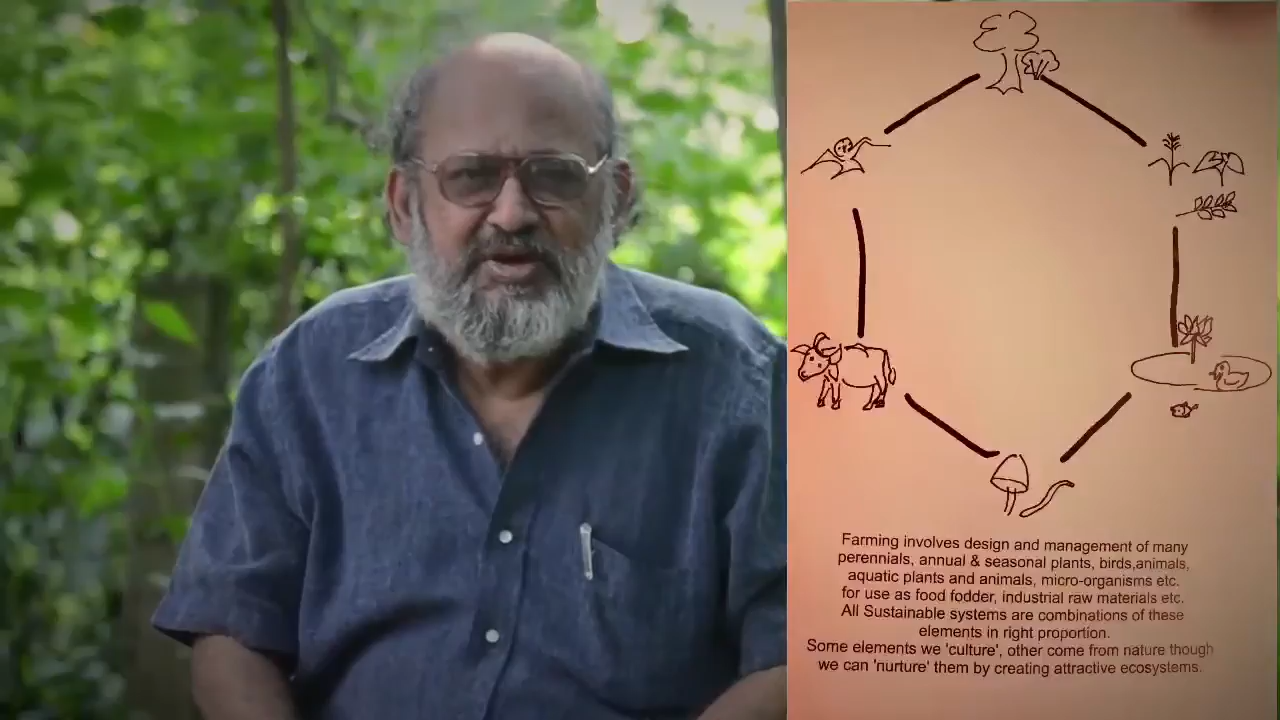 Farming involves design and management of many
perennials, annual & seasonal plants, birds,animals,
aquatic plants and animals, micro-organisms etc.
for use as food fodder, industrial raw materials etc.
All Sustainable systems are combinations of these
elements in right proportion.
Some elements we 'culture', other come from nature though
we can 'nurture' them by creating attractive ecosystems.